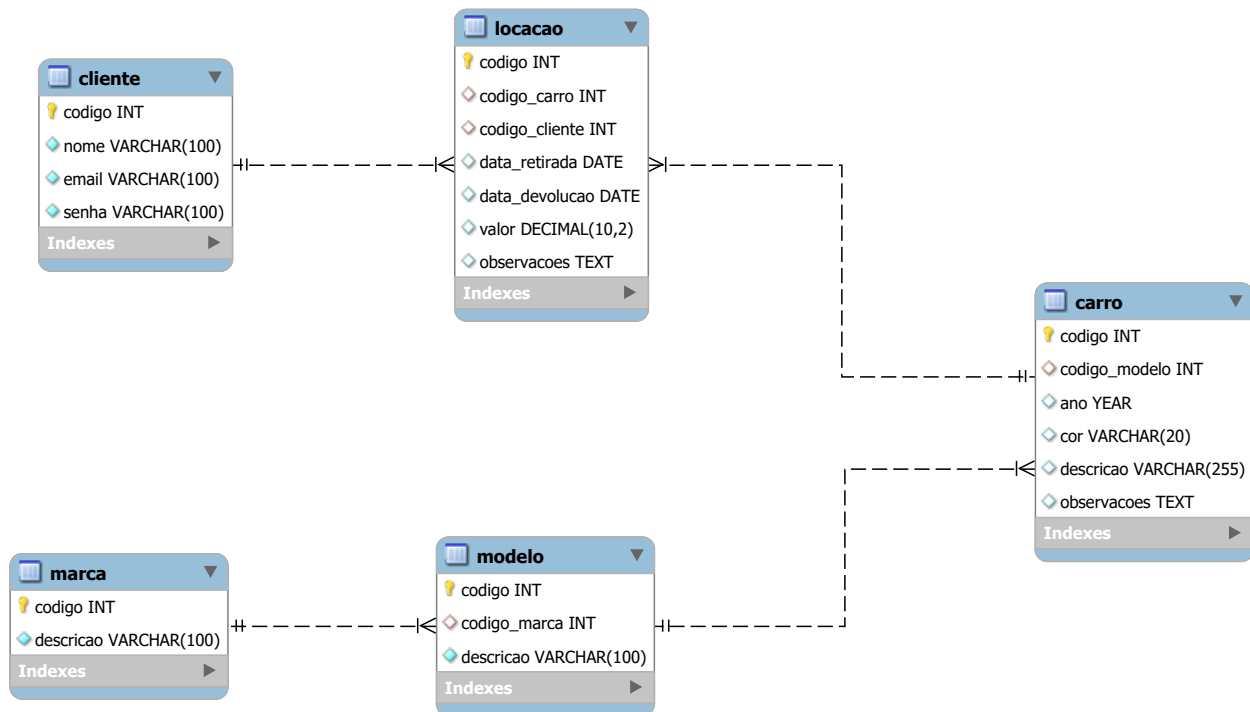 cliente
codigo INT
nome VARCHAR(100)
email VARCHAR(100)
senha VARCHAR(100)
Indexes
locacao
codigo INT
codigo_carro INT
codigo_cliente INT
data_retirada DATE
data_devolucao DATE
valor DECIMAL(10,2)
observacoes TEXT
Indexes
carro
codigo INT
codigo_modelo INT
ano YEAR
cor VARCHAR(20)
descricao VARCHAR(255)
observacoes TEXT
Indexes
marca
codigo INT
descricao VARCHAR(100)
Indexes
modelo
codigo INT
codigo_marca INT
descricao VARCHAR(100)
Indexes